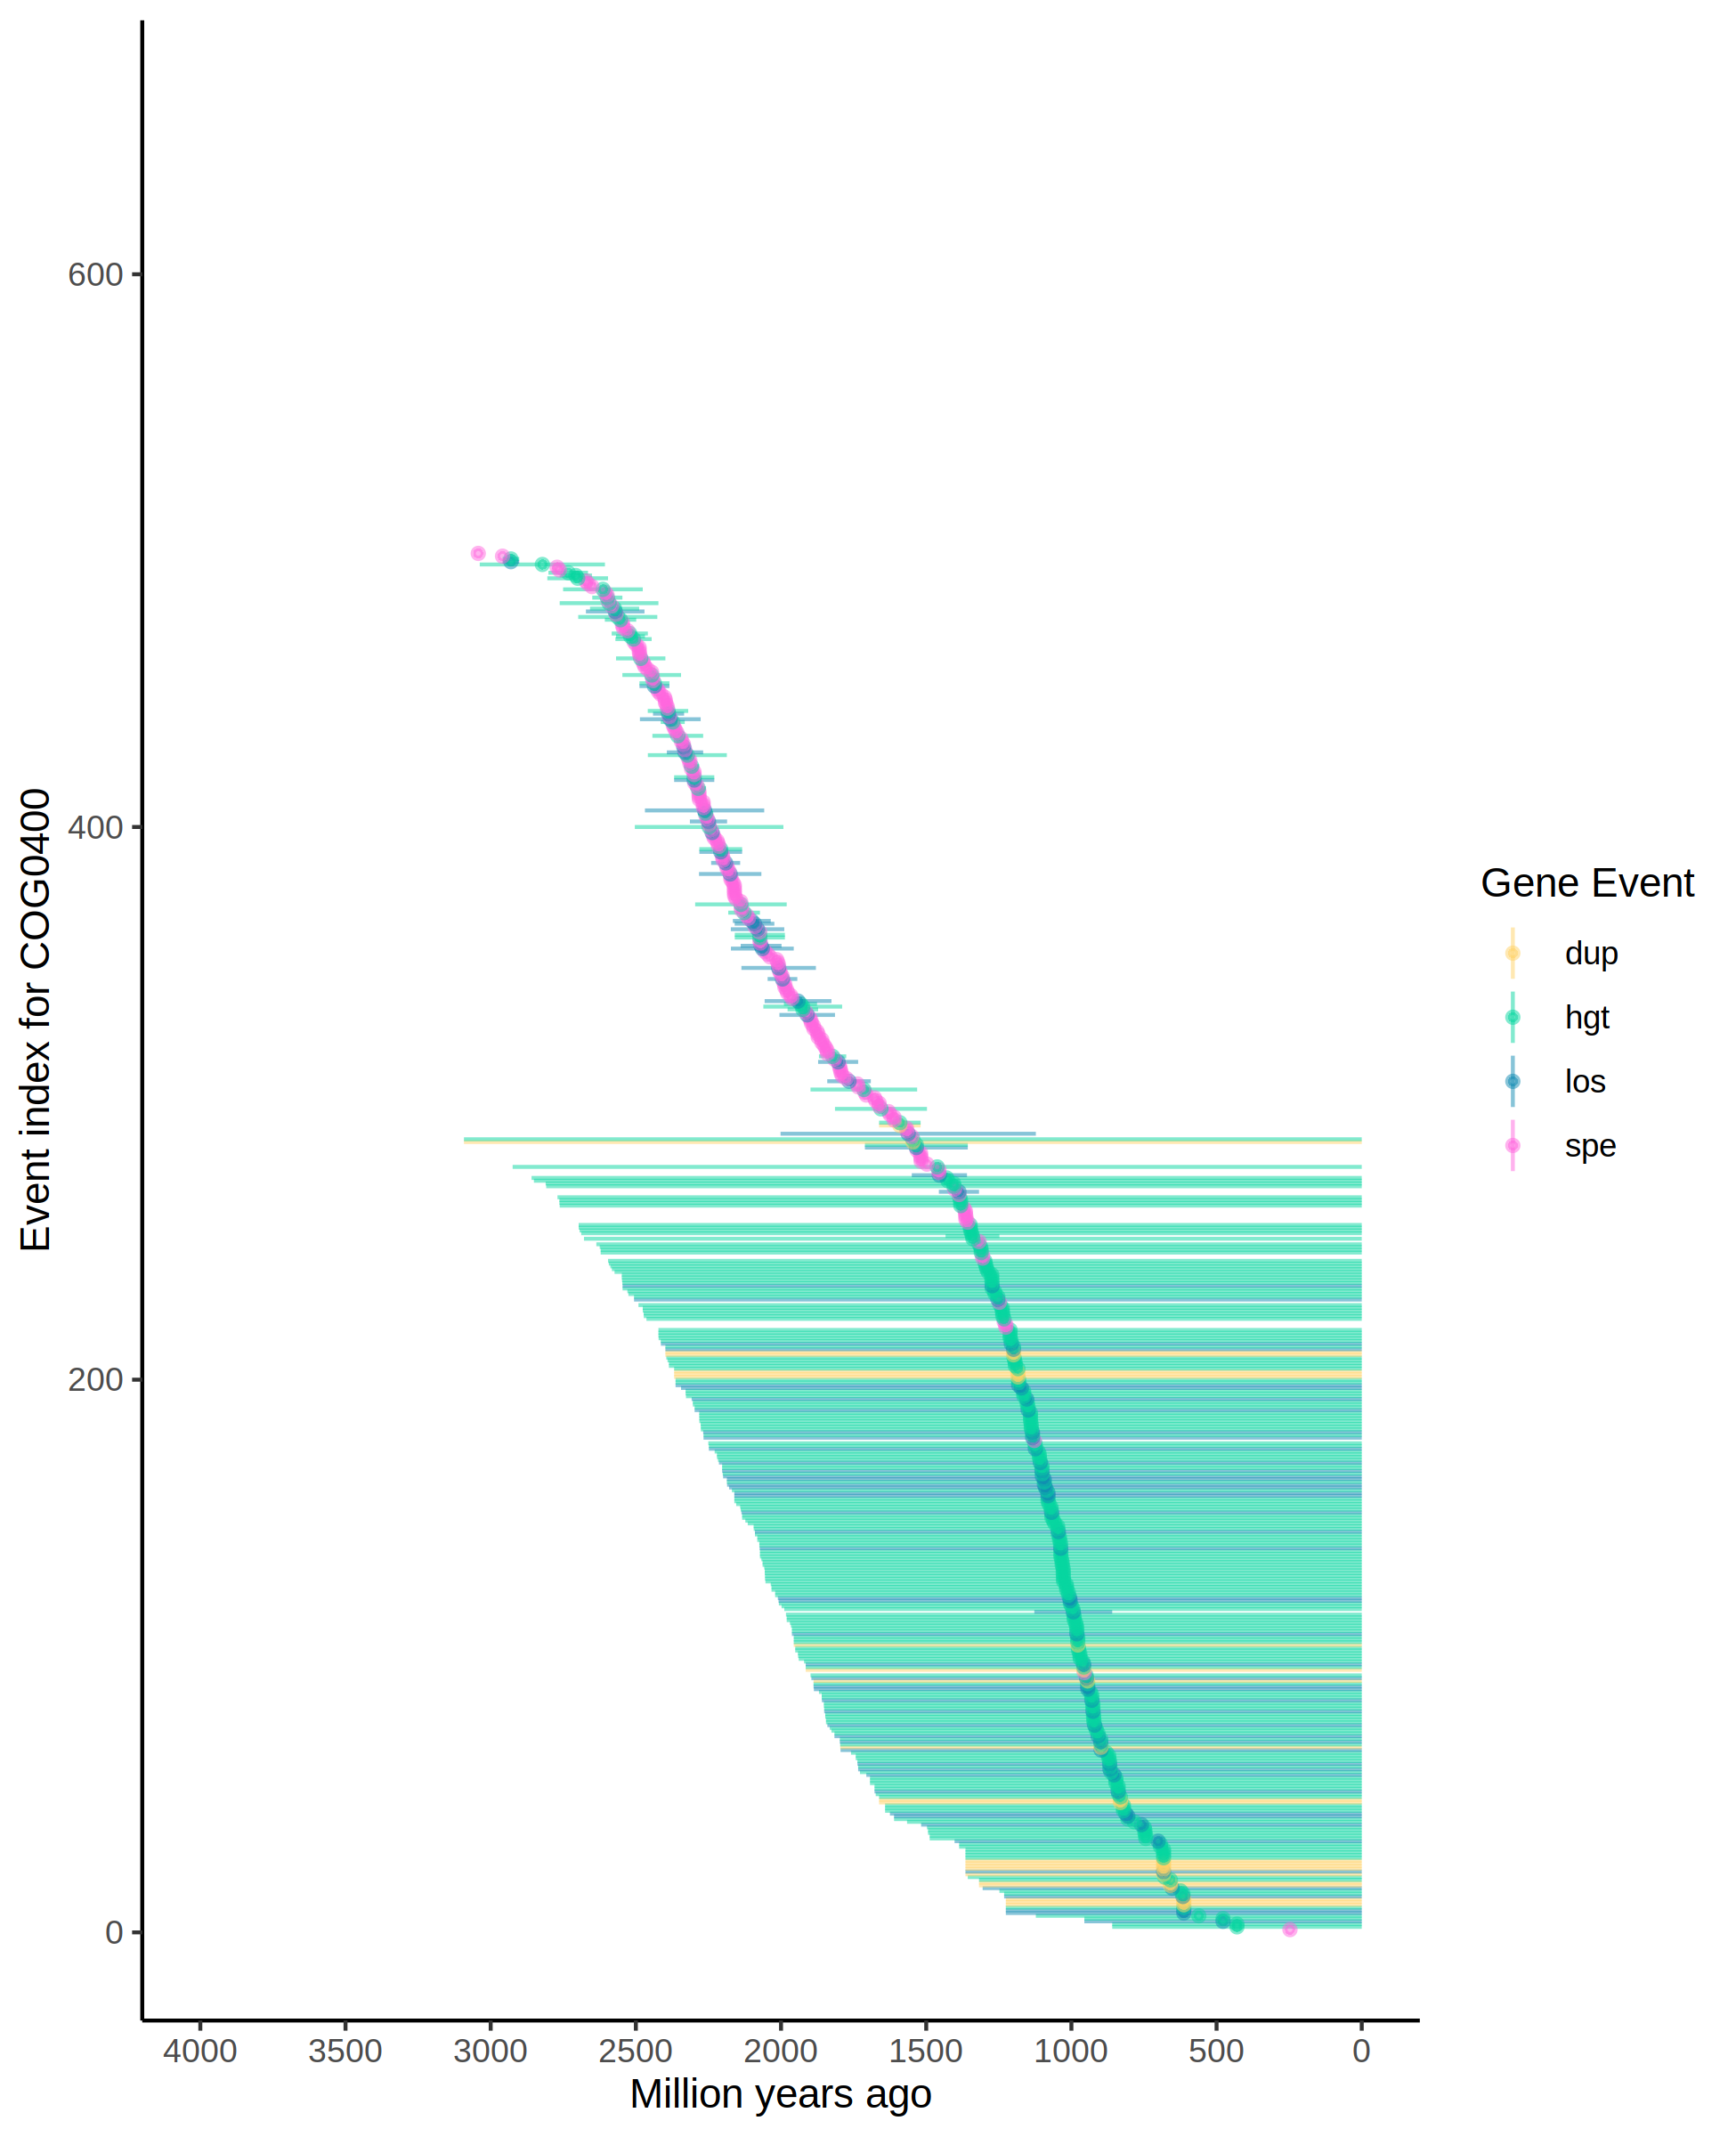 Event index for COG0400
600
400
200
0
4000 3500 3000 2500 2000 1500 1000 500 0
Million years ago
Gene Event
dup
hgt
los
spe